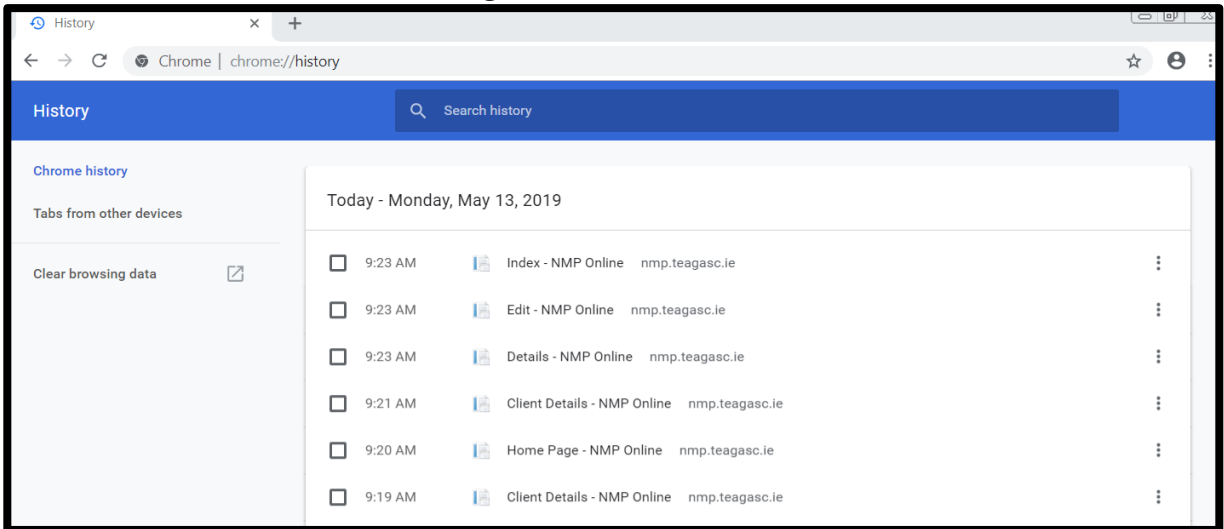 History
Chrome | chrome://history
History
Search history
Chrome history
Tabs from other devices
Clear browsing data
Today - Monday, May 13, 2019
9:23 AM Index - NMP Online nmp.teagasc.ie
9:23 AM Edit - NMP Online nmp.teagasc.ie
9:23 AM Details - NMP Online nmp.teagasc.ie
9:21 AM Client Details - NMP Online nmp.teagasc.ie
9:20 AM Home Page - NMP Online nmp.teagasc.ie
9:19 AM Client Details - NMP Online nmp.teagasc.ie